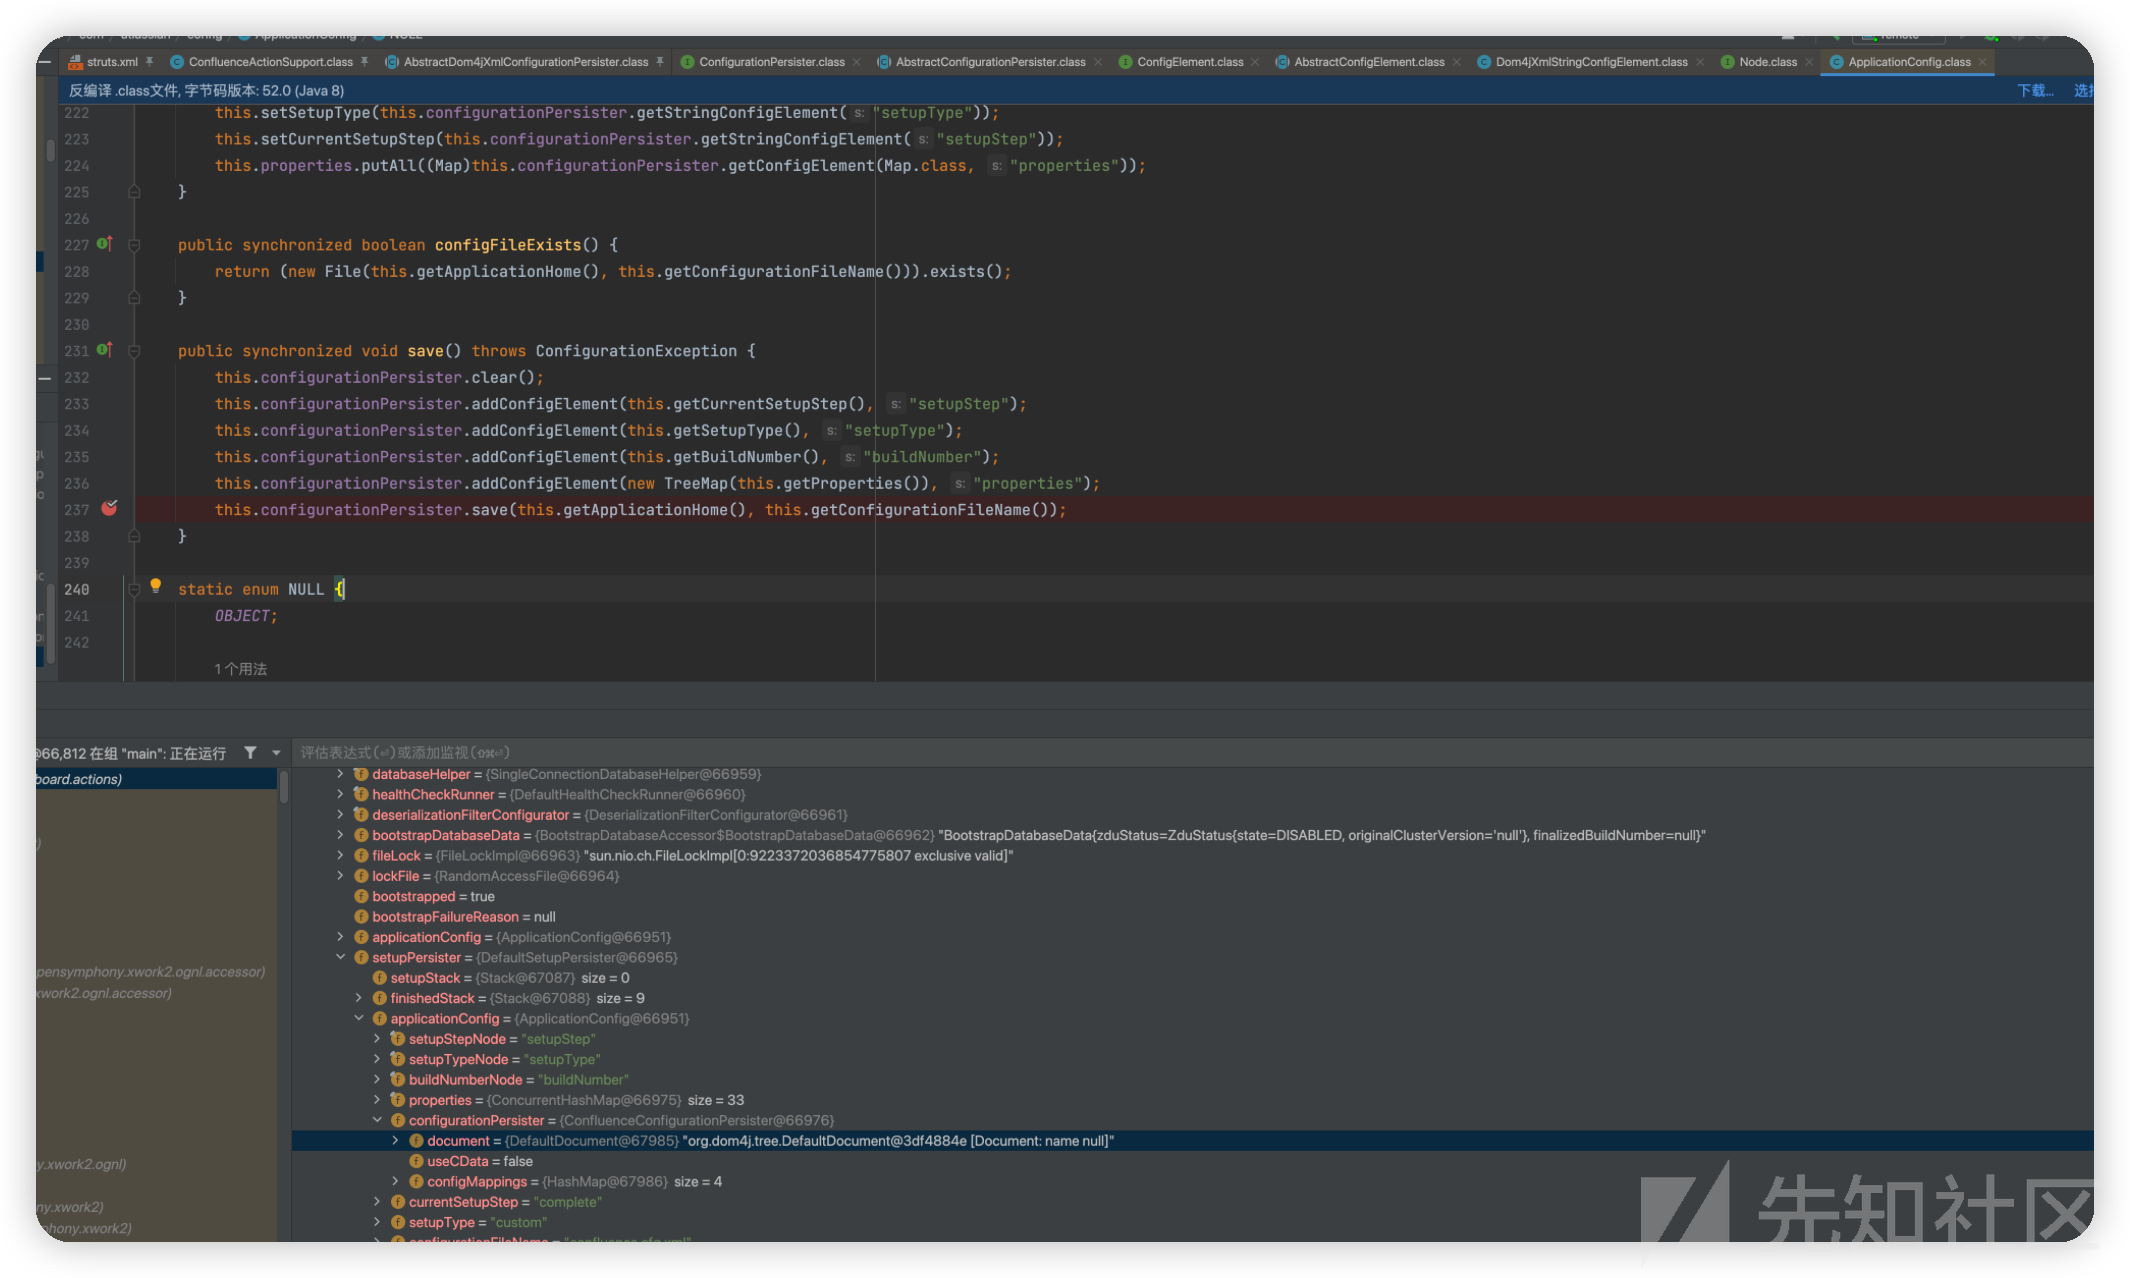 com atlassian config ApplicationConfig NULL remote
struts.xml ConfluenceActionSupport.class AbstractDom4jXmlConfigurationPersister.class ConfigurationPersister.class AbstractConfigurationPersister.class ConfigElement.class AbstractConfigElement.class Dom4jXmlStringConfigElement.class Node.class ApplicationConfig.class
反编译 .class文件, 字节码版本: 52.0 (Java 8) 下载...
222 this.setSetupType(this.configurationPersister.getStringConfigElement( s: "setupType"));
223 this.setCurrentSetupStep(this.configurationPersister.getStringConfigElement( s: "setupStep"));
224 this.properties.putAll((Map)this.configurationPersister.getConfigElement(Map.class, s: "properties"));
225 }
226
227 public synchronized boolean configFileExists() {
228 return (new File(this.getApplicationHome(), this.getConfigurationFileName())).exists();
229 }
230
231 public synchronized void save() throws ConfigurationException {
232 this.configurationPersister.clear();
233 this.configurationPersister.addConfigElement(this.getCurrentSetupStep(), s: "setupStep");
234 this.configurationPersister.addConfigElement(this.getSetupType(), s: "setupType");
235 this.configurationPersister.addConfigElement(this.getBuildNumber(), s: "buildNumber");
236 this.configurationPersister.addConfigElement(new TreeMap(this.getProperties()), s: "properties");
237 this.configurationPersister.save(this.getApplicationHome(), this.getConfigurationFileName());
238 }
239
240 static enum NULL {
241 OBJECT;
242
1 个用法
@66,812 在组 "main": 正在运行
评估表达式(⏎)或添加监视(⇧⌘⏎)
board.actions)
pensymphony.xwork2.ognl.accessor)
xwork2.ognl.accessor)
y.xwork2.ognl)
ny.xwork2)
phony.xwork2)
databaseHelper = {SingleConnectionDatabaseHelper@66959}
healthCheckRunner = {DefaultHealthCheckRunner@66960}
deserializationFilterConfigurator = {DeserializationFilterConfigurator@66961}
bootstrapDatabaseData = {BootstrapDatabaseAccessor$BootstrapDatabaseData@66962} "BootstrapDatabaseData{zduStatus=ZduStatus{state=DISABLED, originalClusterVersion='null'}, finalizedBuildNumber=null}"
fileLock = {FileLockImpl@66963} "sun.nio.ch.FileLockImpl[0:9223372036854775807 exclusive valid]"
lockFile = {RandomAccessFile@66964}
bootstrapped = true
bootstrapFailureReason = null
applicationConfig = {ApplicationConfig@66951}
setupPersister = {DefaultSetupPersister@66965}
setupStack = {Stack@67087} size = 0
finishedStack = {Stack@67088} size = 9
applicationConfig = {ApplicationConfig@66951}
setupStepNode = "setupStep"
setupTypeNode = "setupType"
buildNumberNode = "buildNumber"
properties = {ConcurrentHashMap@66975} size = 33
configurationPersister = {ConfluenceConfigurationPersister@66976}
document = {DefaultDocument@67985} "org.dom4j.tree.DefaultDocument@3df4884e [Document: name null]"
useCData = false
configMappings = {HashMap@67986} size = 4
currentSetupStep = "complete"
setupType = "custom"
configurationFileName = "confluence.cfg.xml"
先知社区